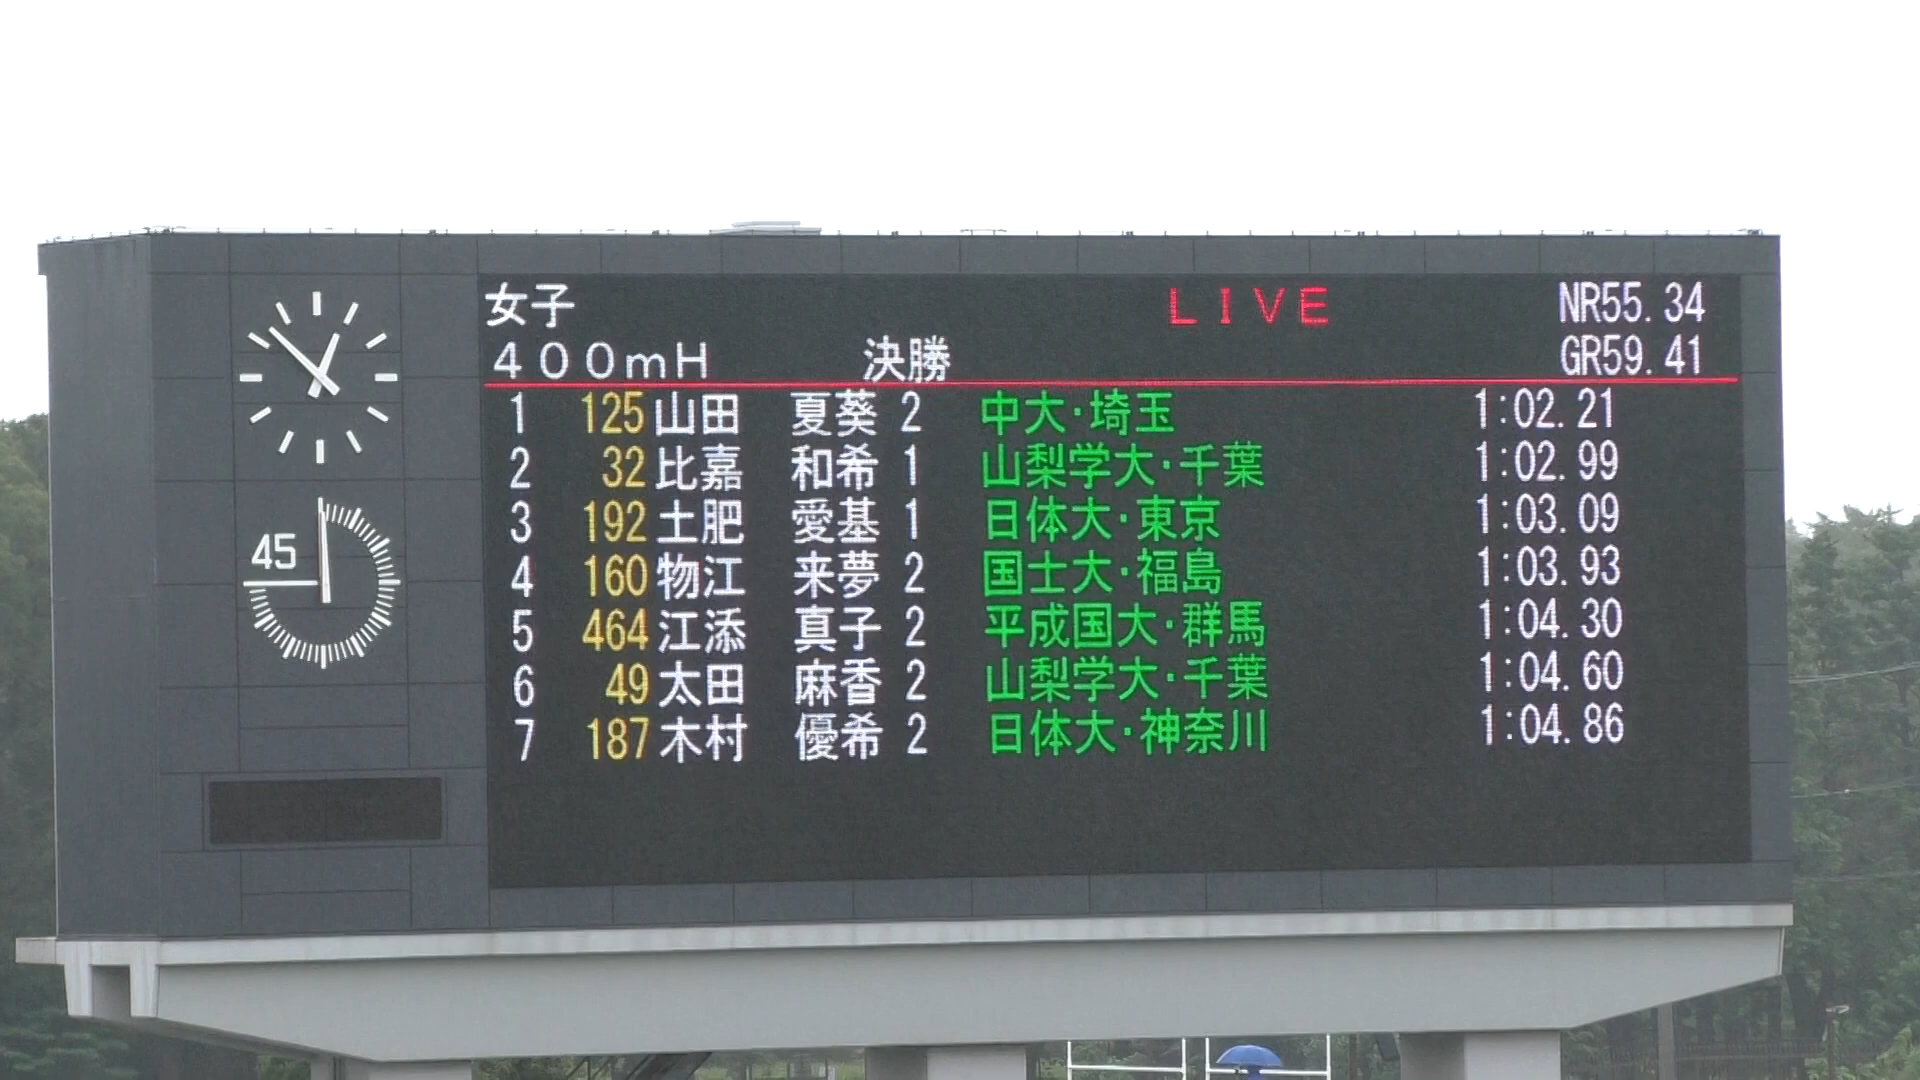 女子 LIVE NR55.34
400mH 決勝 GR59.41
1 125 山田 夏葵 2 中大·埼玉 1:02.21
2 32 比嘉 和希 1 山梨学大·千葉 1:02.99
3 192 土肥 愛基 1 日体大·東京 1:03.09
4 160 物江 来夢 2 国士大·福島 1:03.93
5 464 江添 真子 2 平成国大·群馬 1:04.30
6 49 太田 麻香 2 山梨学大·千葉 1:04.60
7 187 木村 優希 2 日体大·神奈川 1:04.86
45